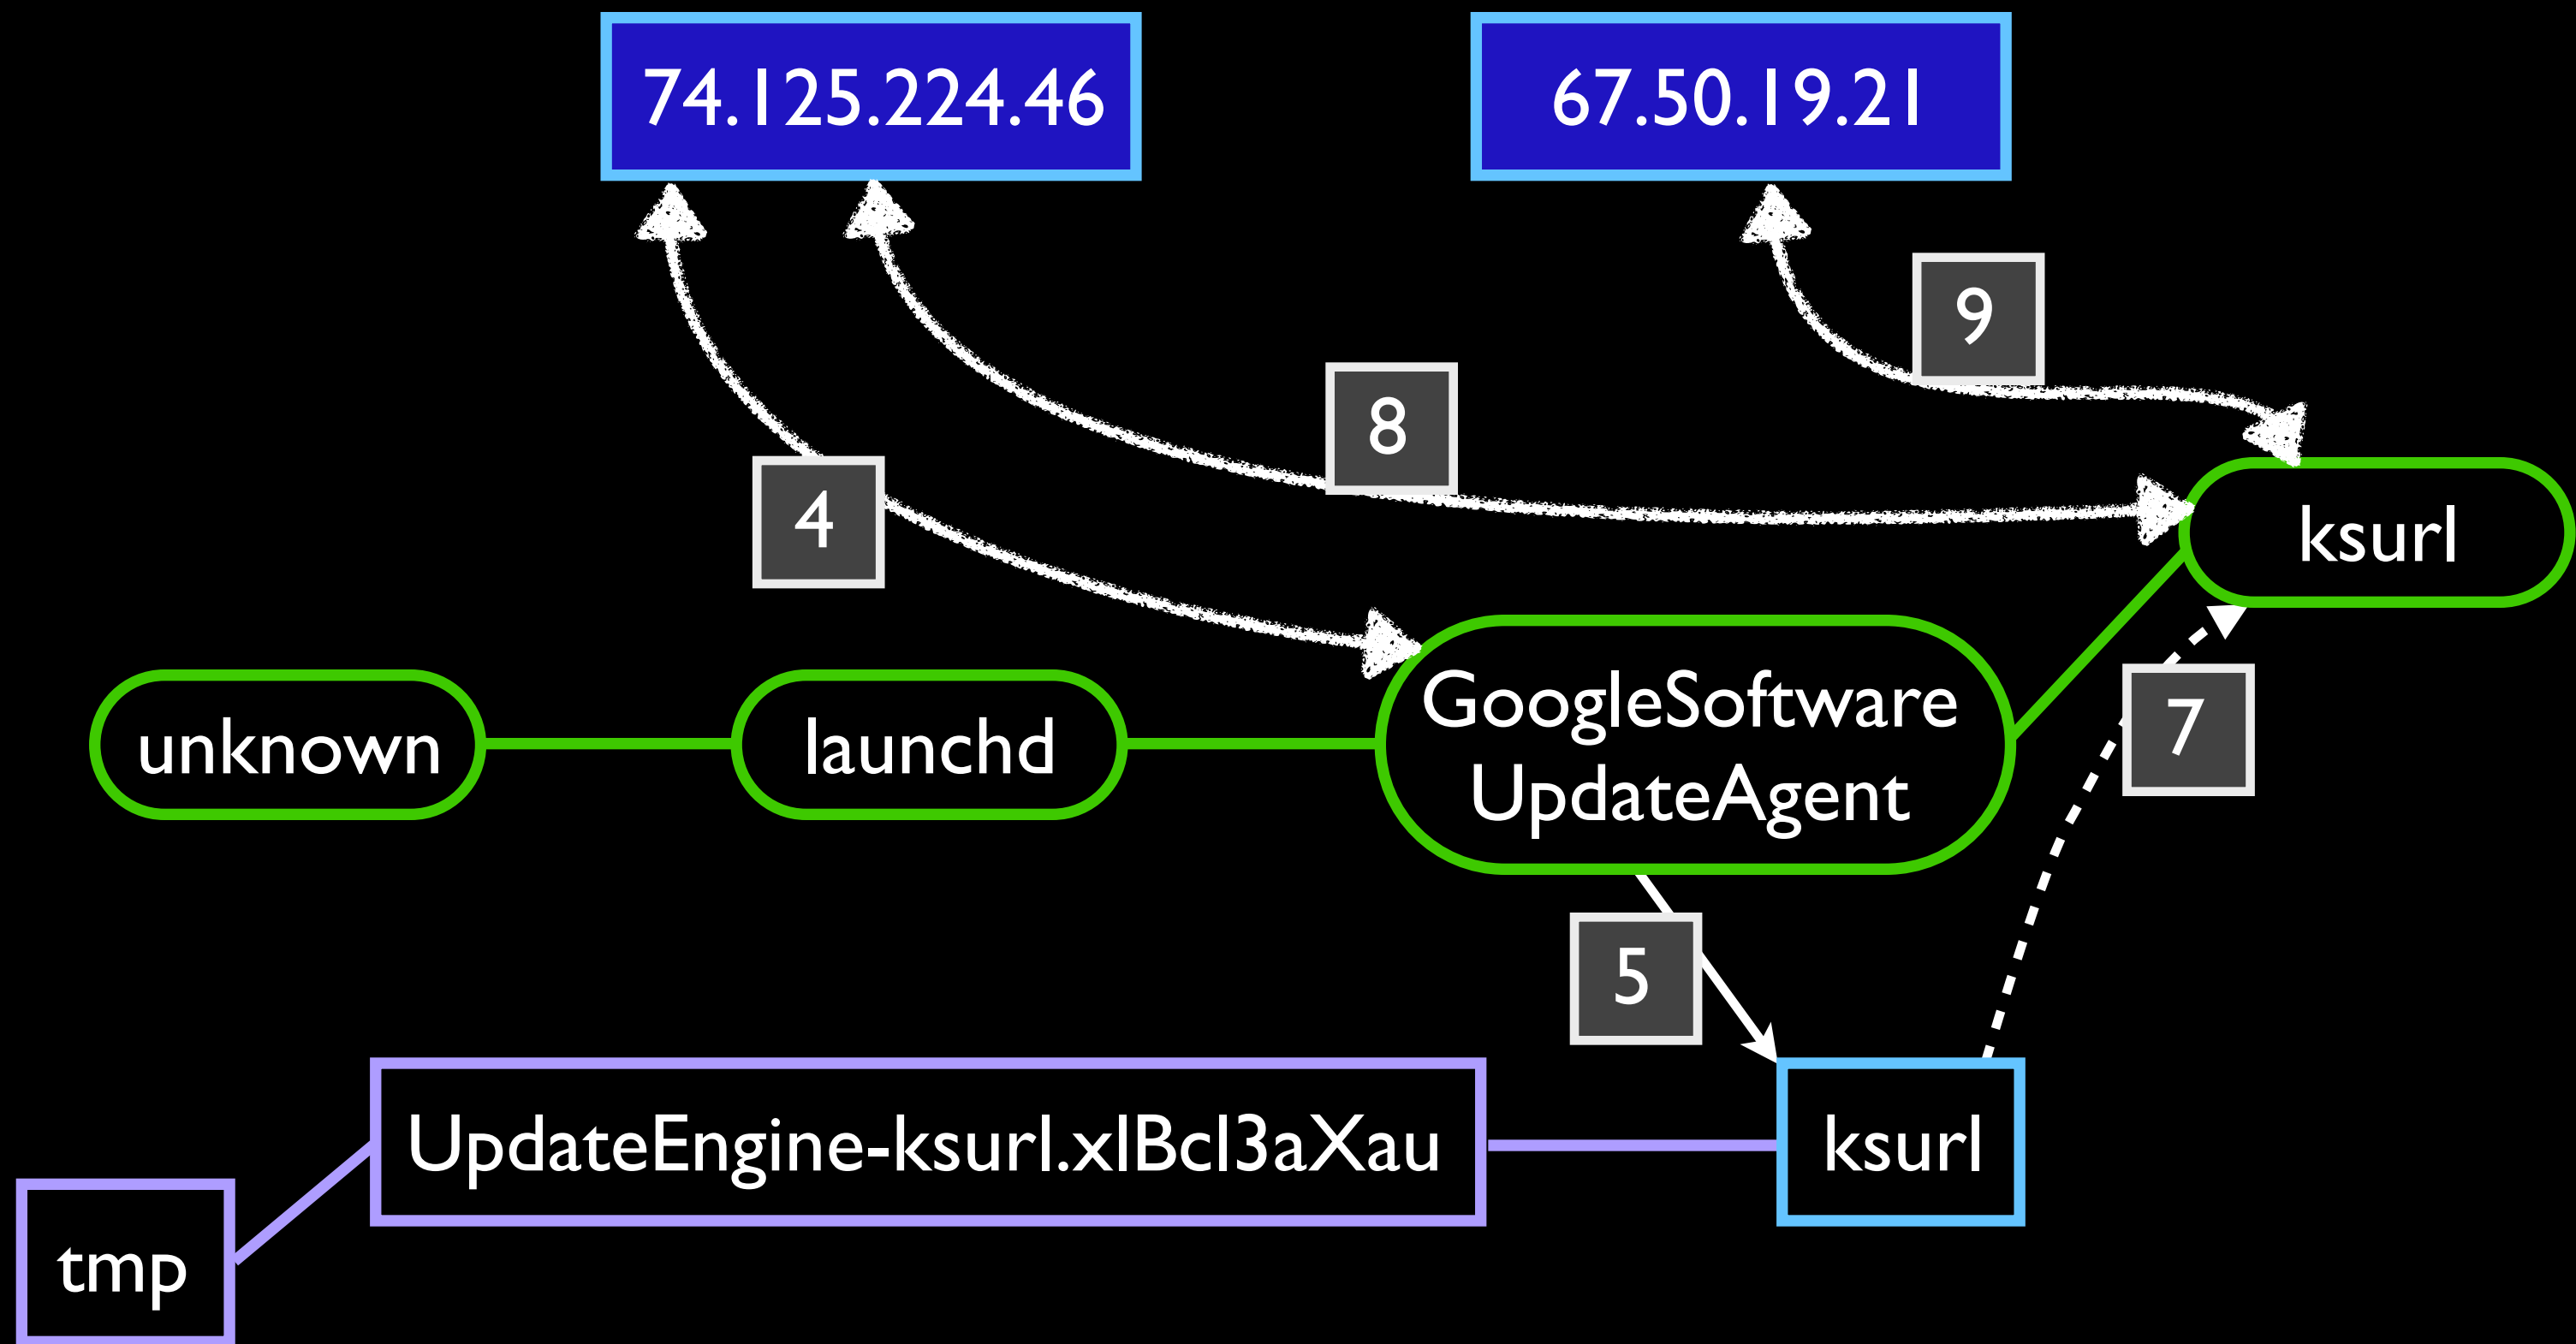 74.125.224.46
67.50.19.21
9
8
4
ksurl
unknown
launchd
GoogleSoftware
UpdateAgent
7
5
UpdateEngine-ksurl.xlBcl3aXau
ksurl
tmp